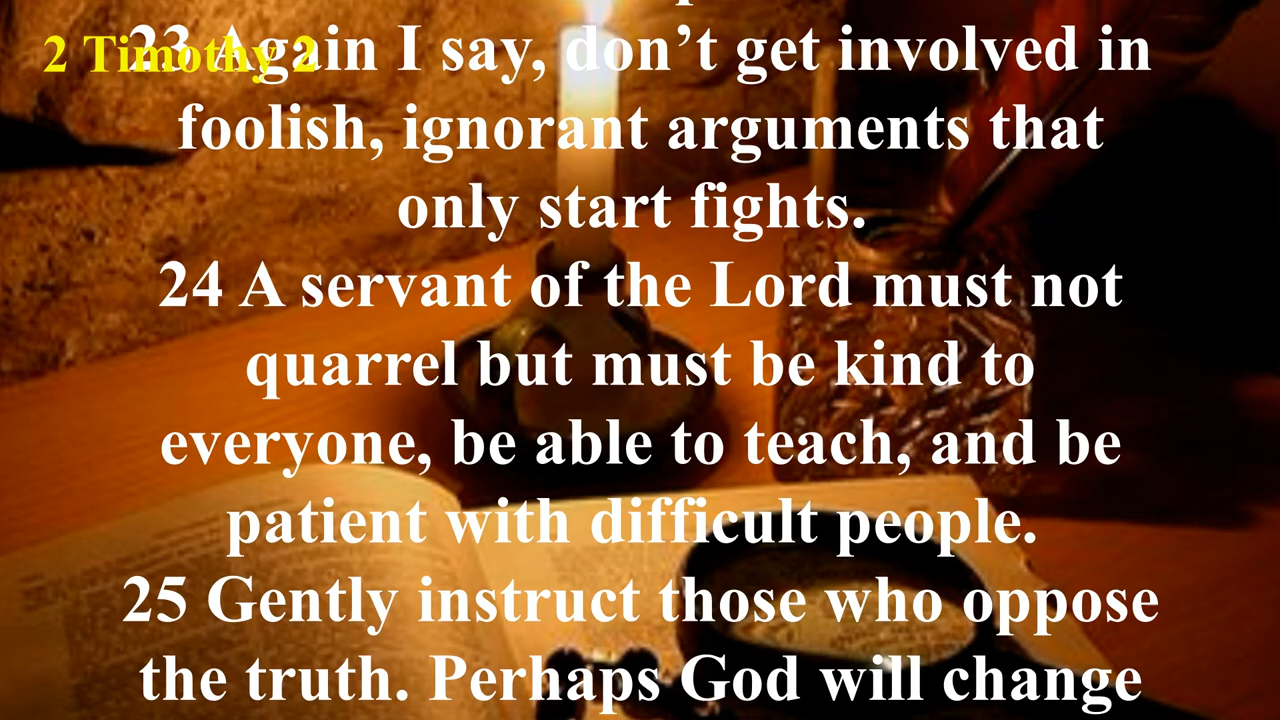 2 Timothy 2
23 Again I say, don’t get involved in
foolish, ignorant arguments that
only start fights.
24 A servant of the Lord must not
quarrel but must be kind to
everyone, be able to teach, and be
patient with difficult people.
25 Gently instruct those who oppose
the truth. Perhaps God will change